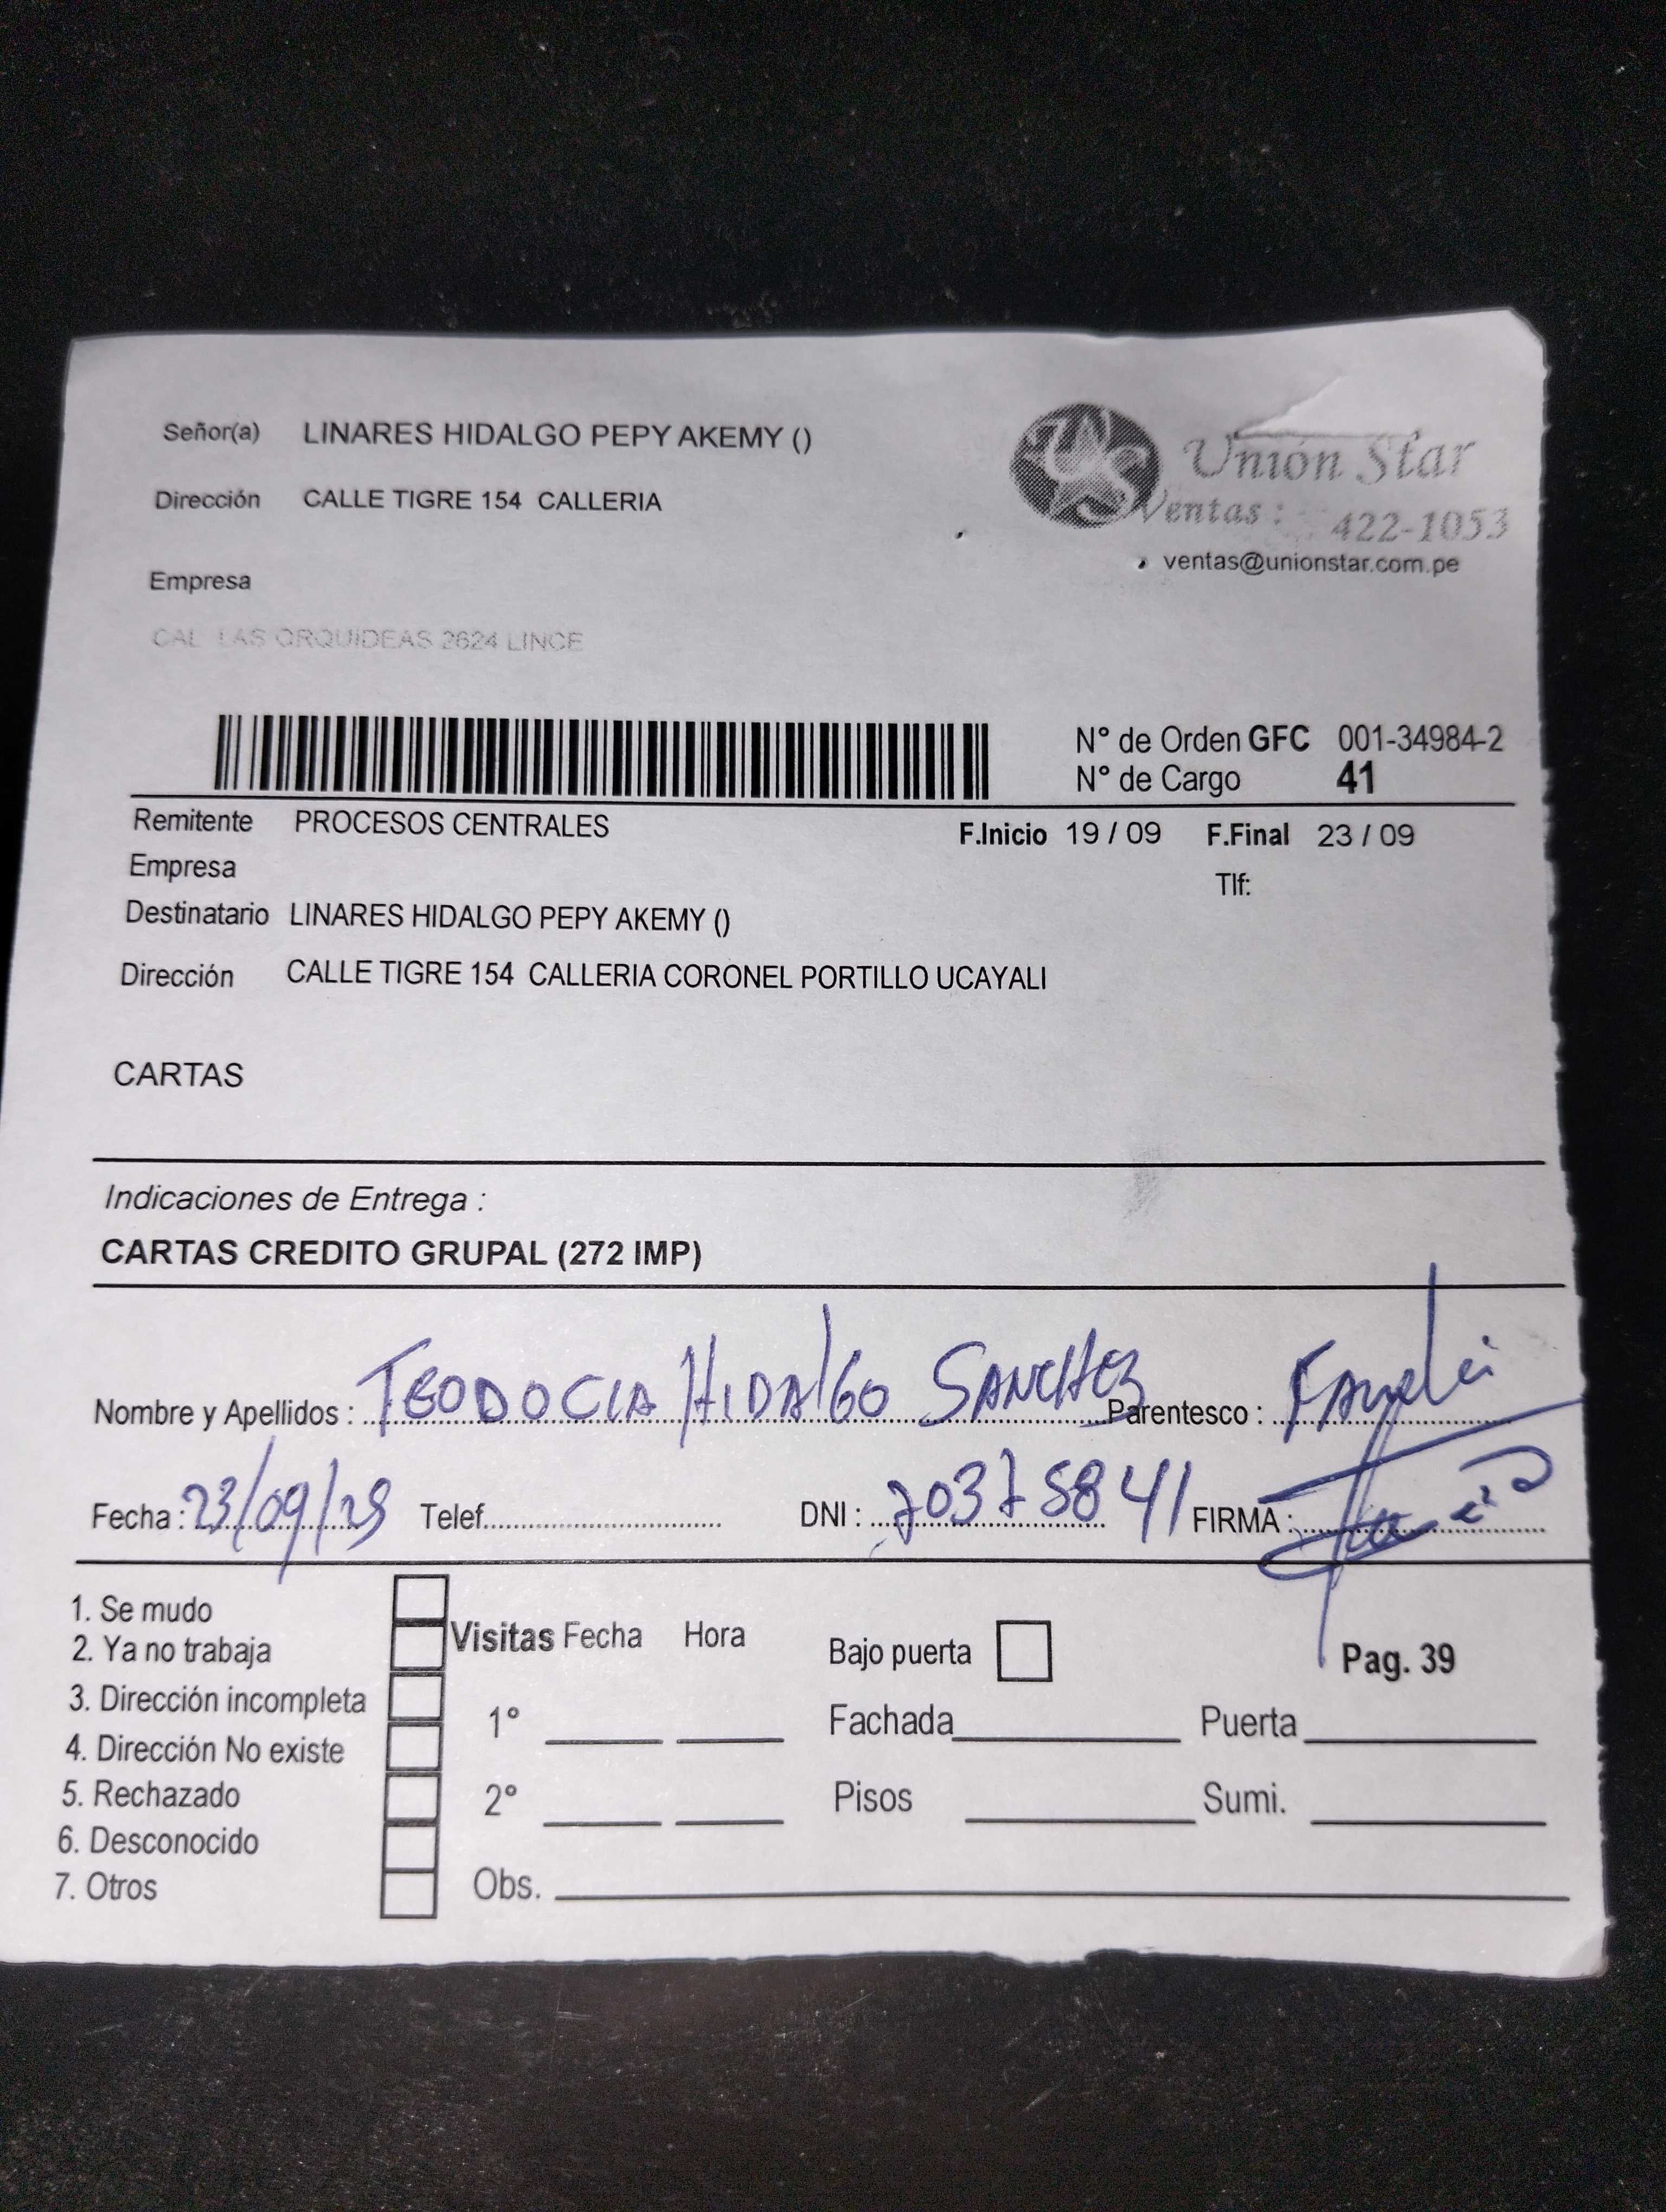 Señor(a) LINARES HIDALGO PEPY AKEMY ()
Unión Star
Dirección CALLE TIGRE 154 CALLERIA
Ventas : 422-1053
ventas@unionstar.com.pe
Empresa
CAL LAS ORQUIDEAS 2624 LINCE
N° de Orden GFC 001-34984-2
N° de Cargo 41
Remitente PROCESOS CENTRALES F.Inicio 19 / 09 F.Final 23 / 09
Empresa Tlf:
Destinatario LINARES HIDALGO PEPY AKEMY ()
Dirección CALLE TIGRE 154 CALLERIA CORONEL PORTILLO UCAYALI
CARTAS
Indicaciones de Entrega :
CARTAS CREDITO GRUPAL (272 IMP)
Nombre y Apellidos : TEODOCIA HIDALGO SANCHEZ Parentesco :
Fecha : 23/09/25 Telef. DNI : 70375841 FIRMA :
1. Se mudo
2. Ya no trabaja
3. Dirección incompleta
4. Dirección No existe
5. Rechazado
6. Desconocido
7. Otros
Visitas Fecha Hora
1°
2°
Obs.
Bajo puerta Pag. 39
Fachada Puerta
Pisos Sumi.